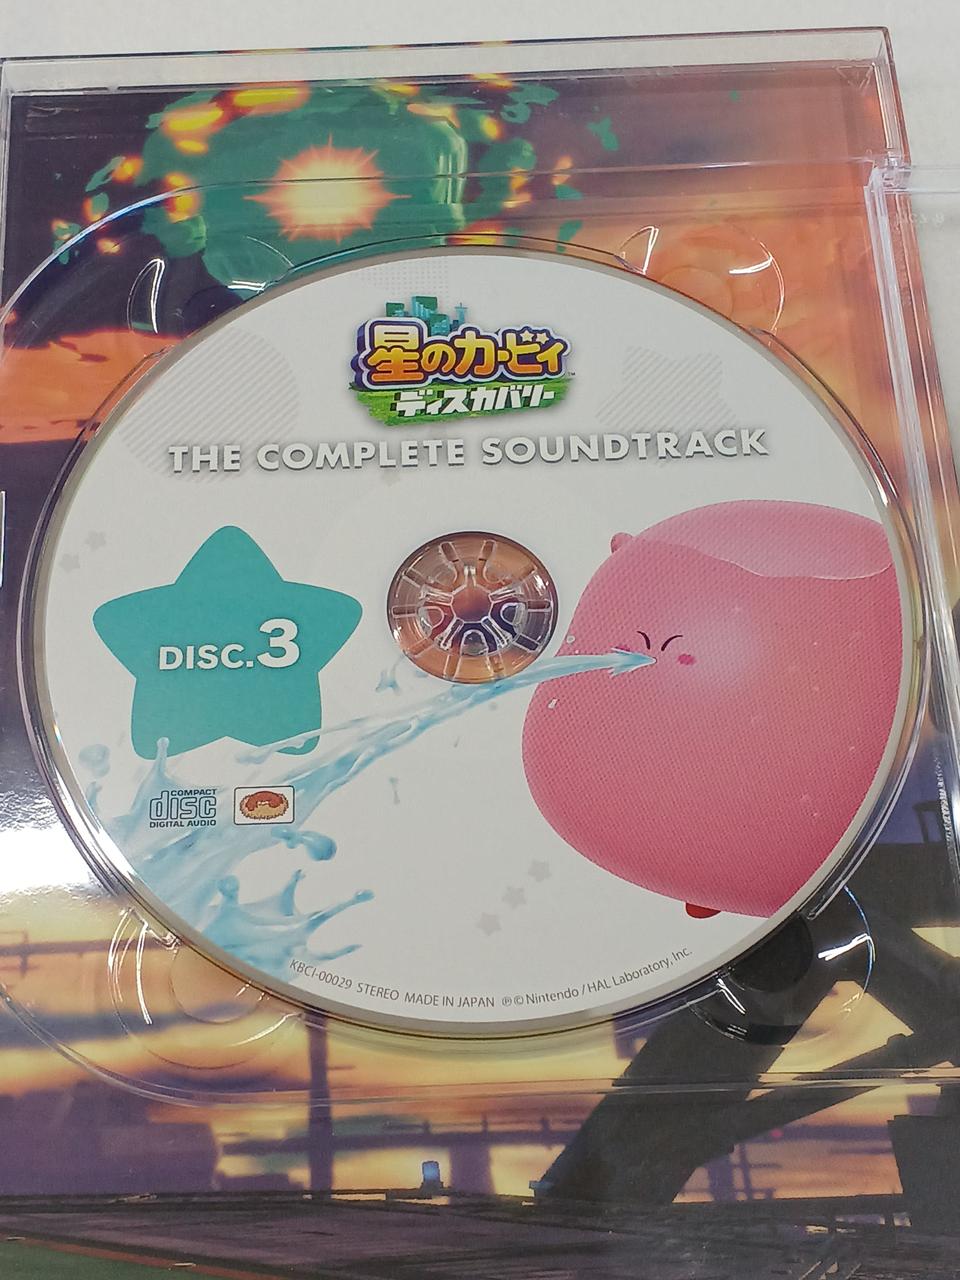 星のカービィ
™
ディスカバリー
THE COMPLETE SOUNDTRACK
DISC.3
COMPACT
disc
DIGITAL AUDIO
KBCI-00029 STEREO MADE IN JAPAN ℗© Nintendo / HAL Laboratory, Inc.